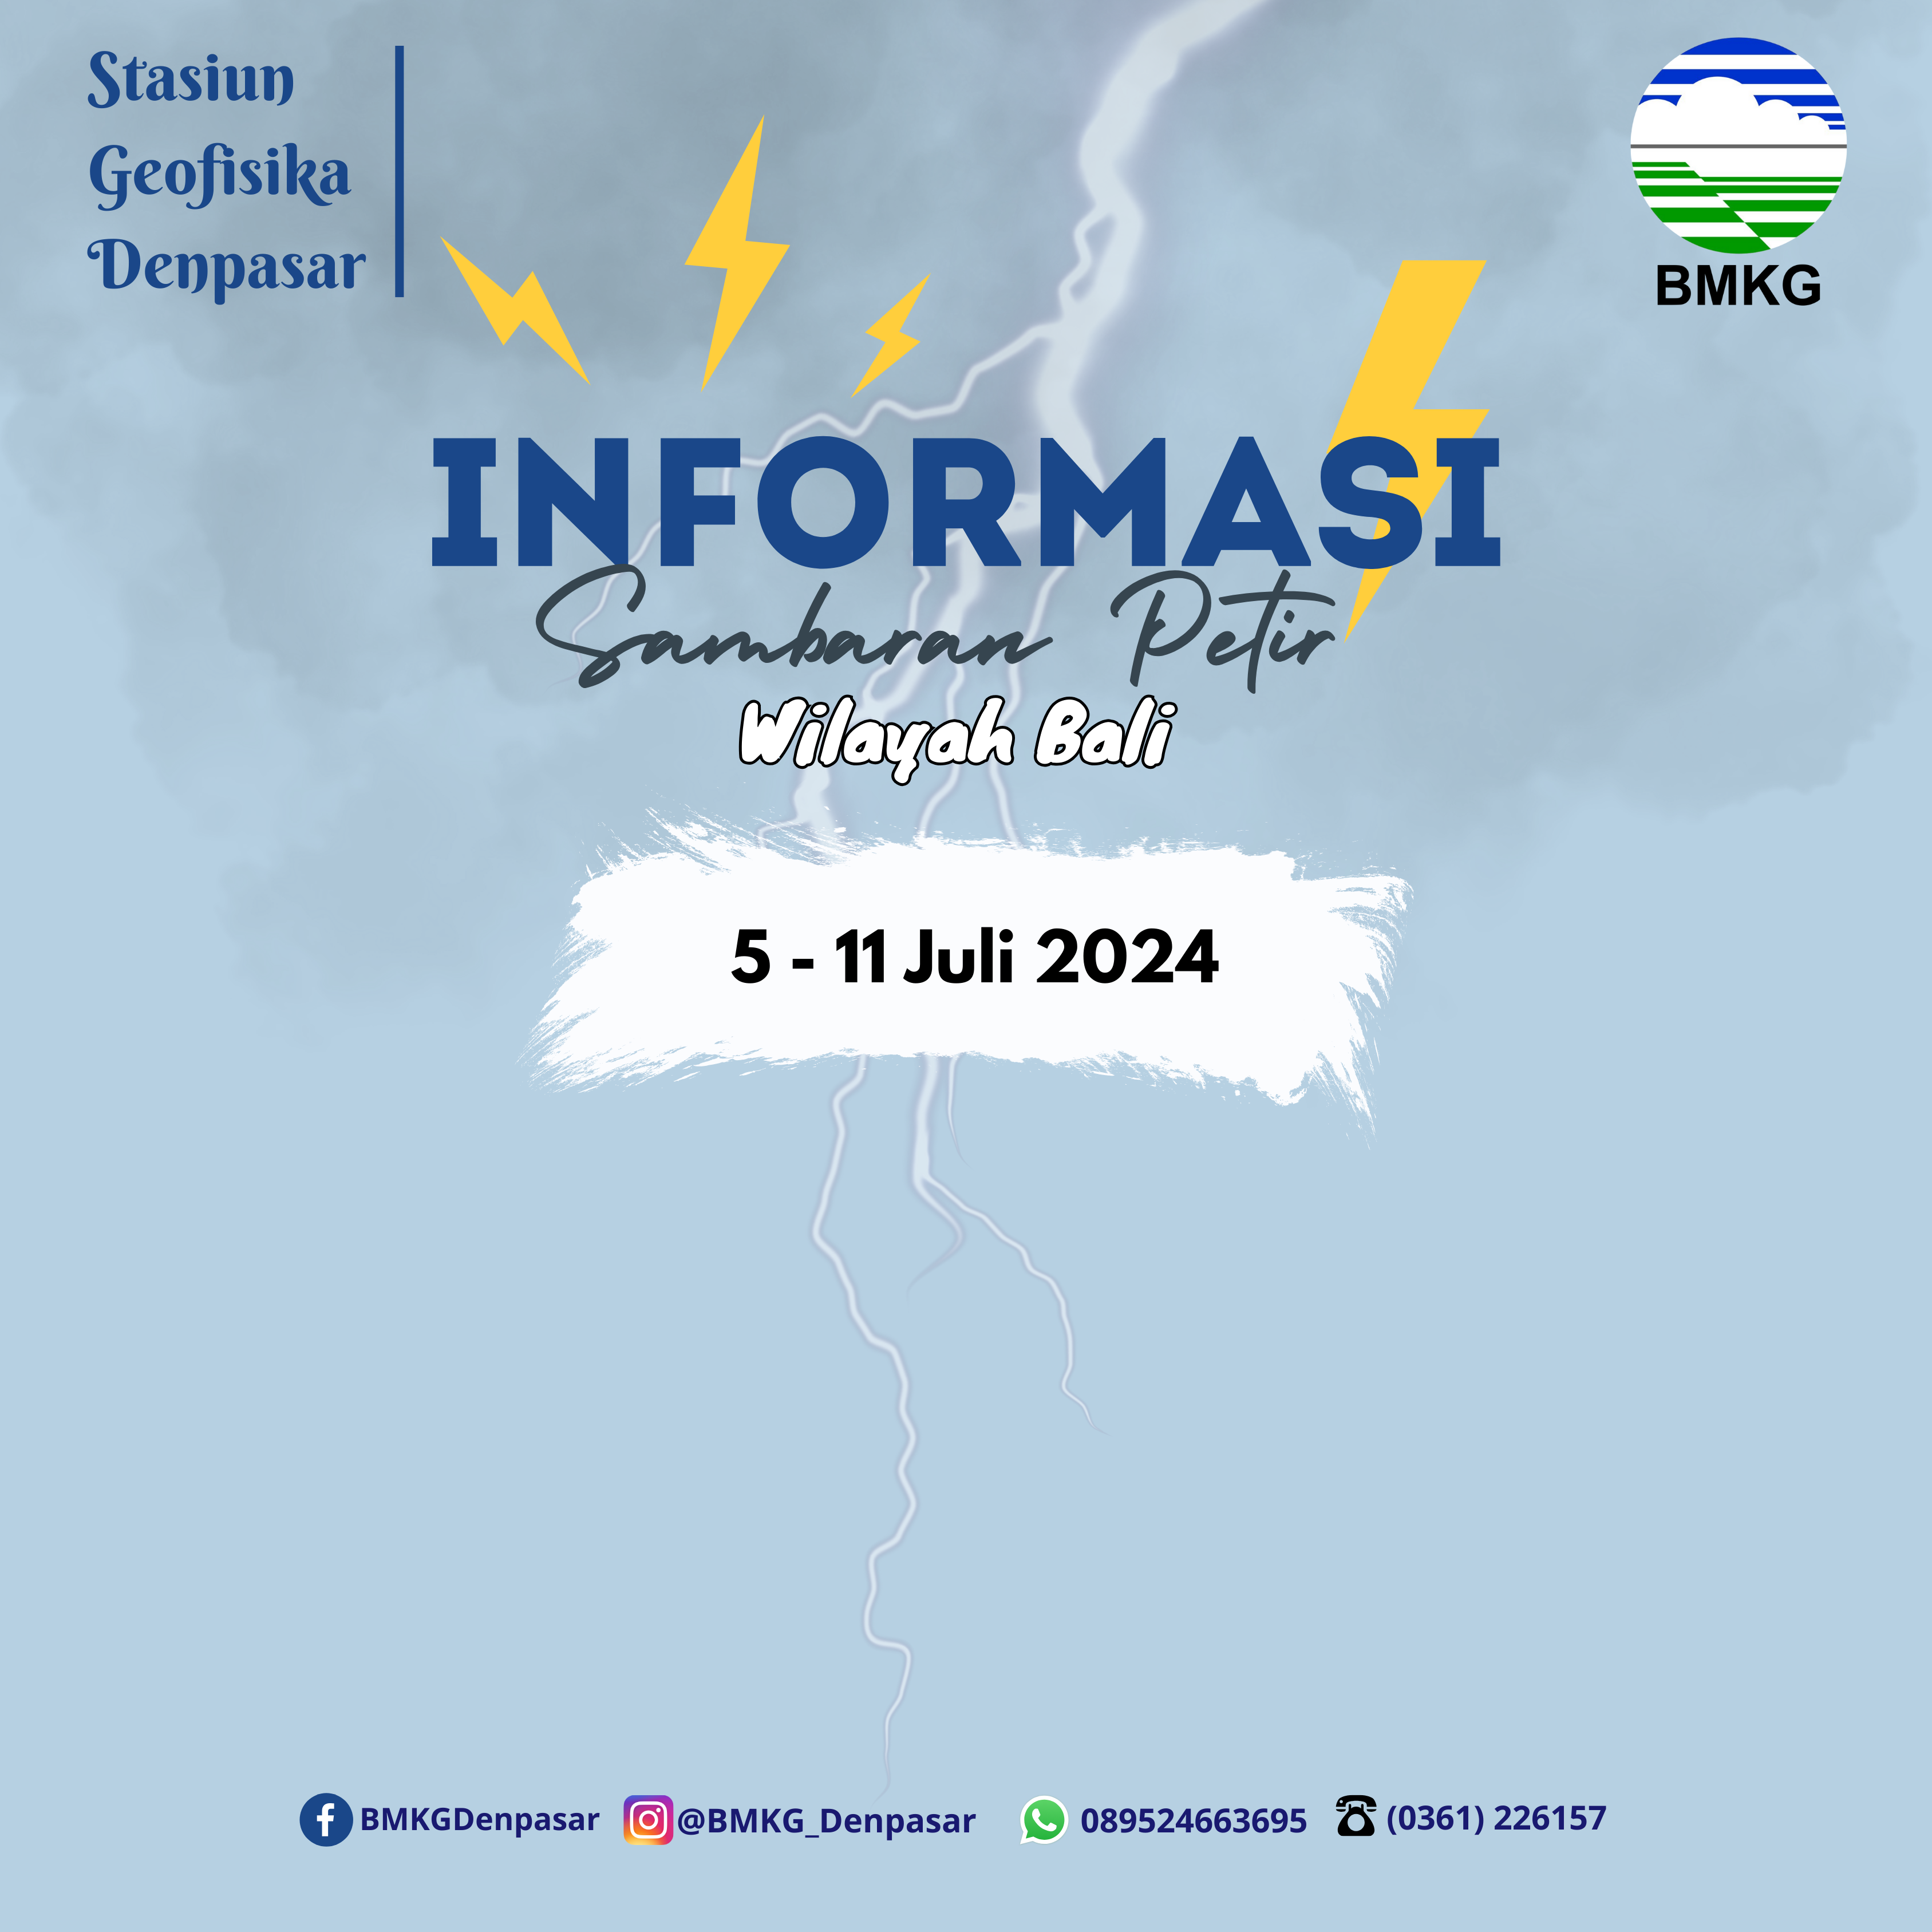 Stasiun
Geofisika
Denpasar
BMKG
INFORMASI
Sambaran Petir
Wilayah Bali
5 - 11 Juli 2024
BMKGDenpasar @BMKG_Denpasar 089524663695 (0361) 226157